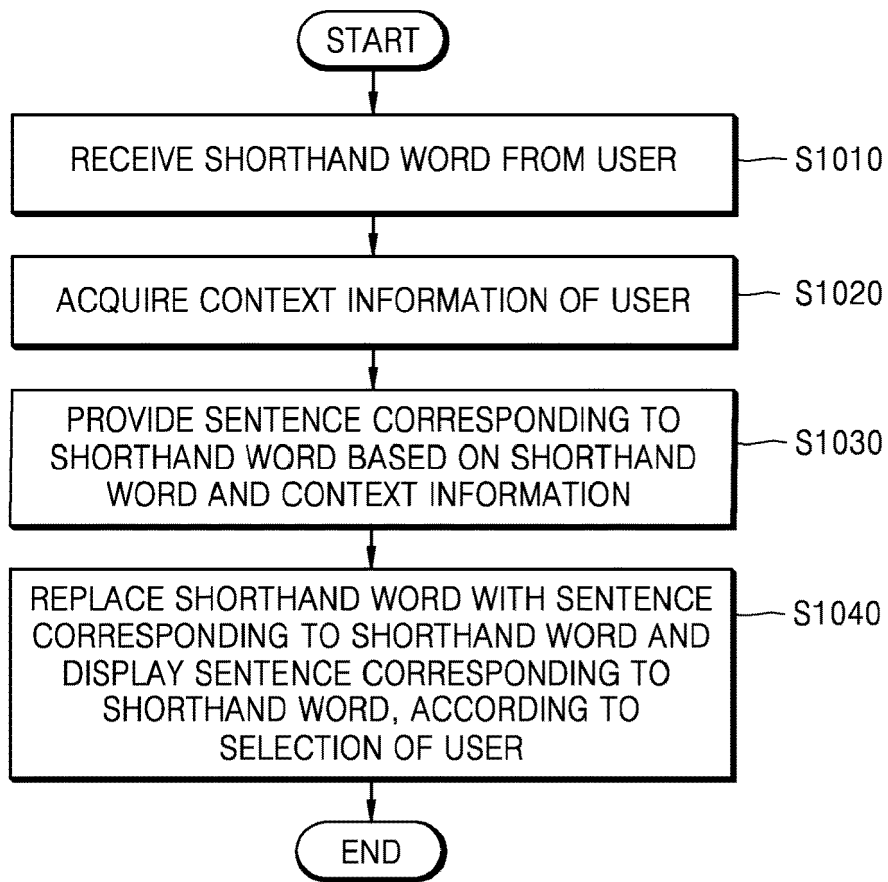 START
RECEIVE SHORTHAND WORD FROM USER
S1010
ACQUIRE CONTEXT INFORMATION OF USER
S1020
PROVIDE SENTENCE CORRESPONDING TO
SHORTHAND WORD BASED ON SHORTHAND
WORD AND CONTEXT INFORMATION
S1030
REPLACE SHORTHAND WORD WITH SENTENCE
CORRESPONDING TO SHORTHAND WORD AND
DISPLAY SENTENCE CORRESPONDING TO
SHORTHAND WORD, ACCORDING TO
SELECTION OF USER
S1040
END